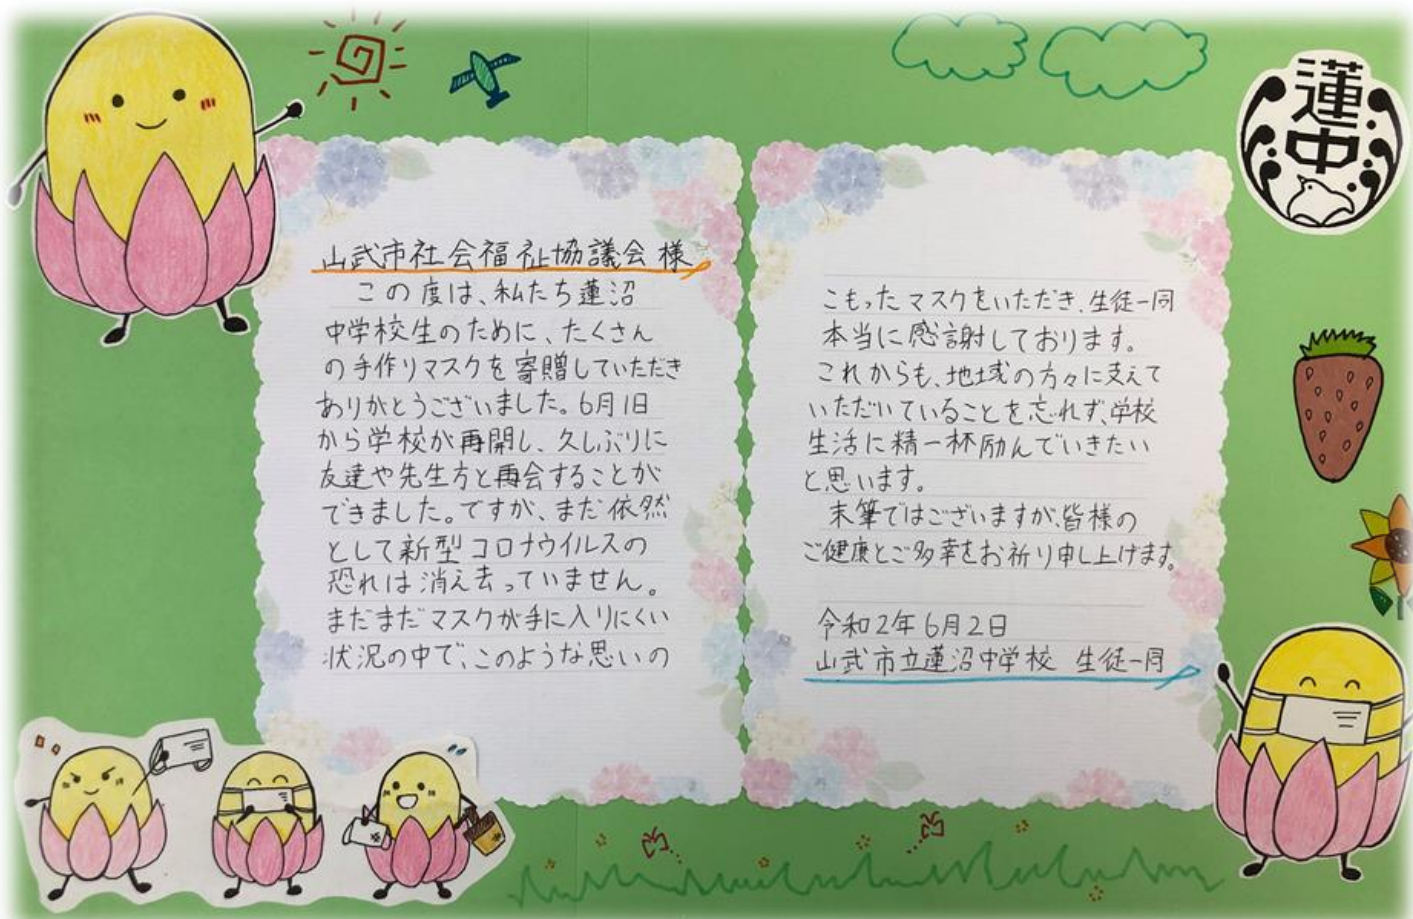 山武市社会福祉協議会様
この度は、私たち蓮沼
中学校生のために、たくさん
の手作りマスクを寄贈していただき
ありがとうございました。6月1日
から学校が再開し、久しぶりに
友達や先生方と再会することが
できました。ですが、まだ依然
として新型コロナウイルスの
恐れは消え去っていません。
まだまだマスクが手に入りにくい
状況の中で、このような思いの
こもったマスクをいただき、生徒一同
本当に感謝しております。
これからも、地域の方々に支えて
いただいていることを忘れず、学校
生活に精一杯励んでいきたい
と思います。
末筆ではございますが、皆様の
ご健康とご多幸をお祈り申し上げます。
令和2年6月2日
山武市立蓮沼中学校 生徒一同
蓮
中